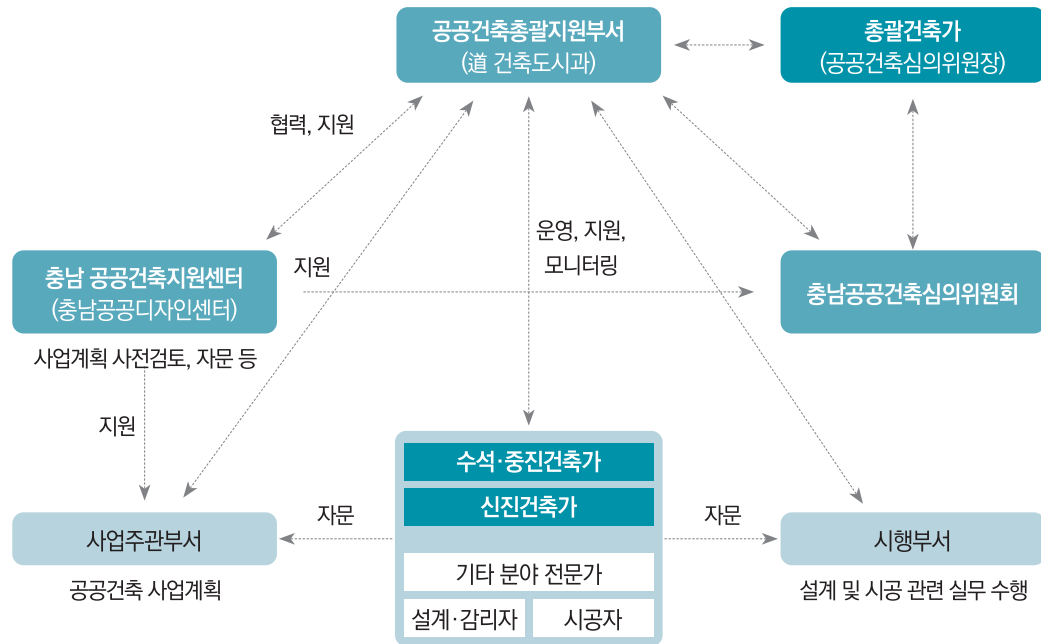 공공건축총괄지원부서
(道 건축도시과)
총괄건축가
(공공건축심의위원장)
협력, 지원
운영, 지원,
모니터링
지원
충남 공공건축지원센터
(충남공공디자인센터)
충남공공건축심의위원회
사업계획 사전검토, 자문 등
지원
수석·중진건축가
신진건축가
자문
자문
사업주관부서
시행부서
기타 분야 전문가
공공건축 사업계획
설계 및 시공 관련 실무 수행
설계·감리자
시공자